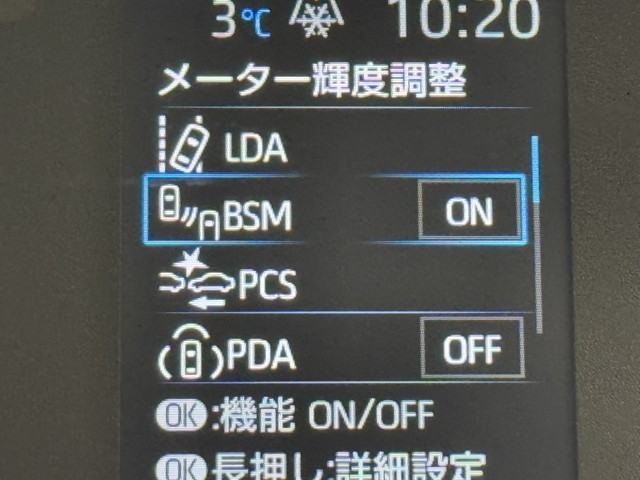 3℃ 10:20
メーター輝度調整
LDA
BSM ON
PCS
PDA OFF
OK:機能 ON/OFF
OK長押し:詳細設定